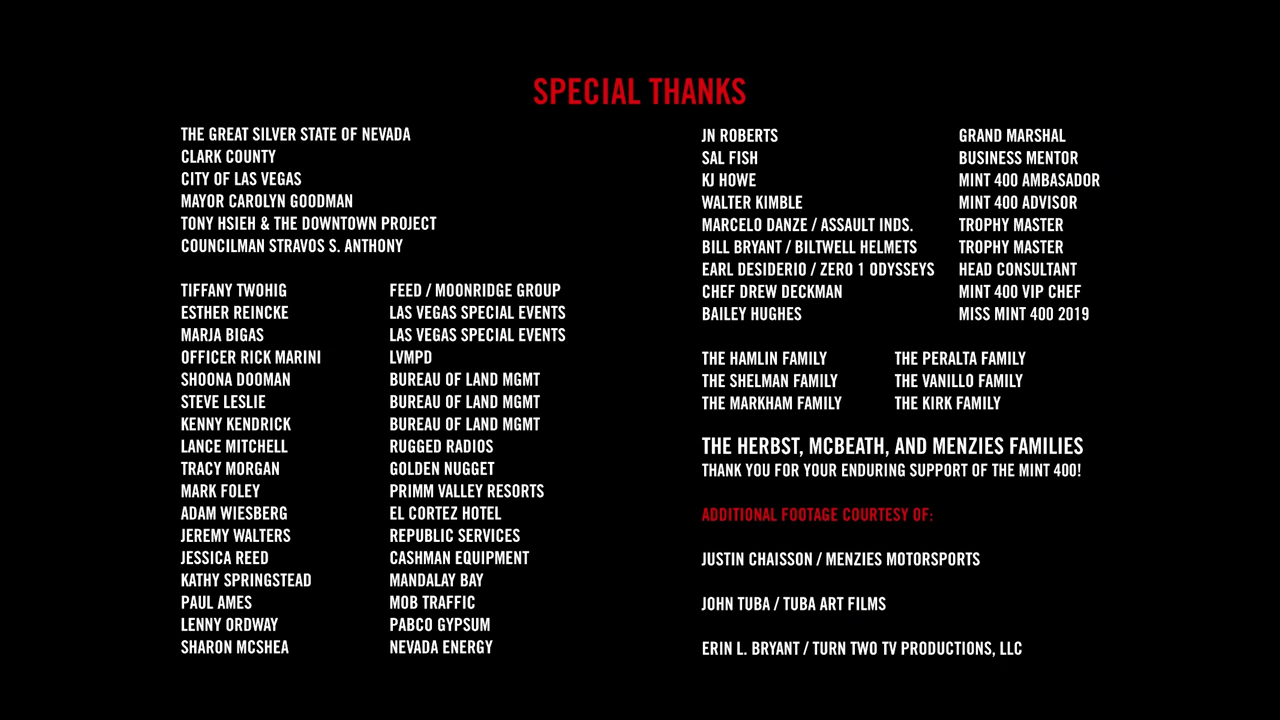 SPECIAL THANKS
THE GREAT SILVER STATE OF NEVADA
CLARK COUNTY
CITY OF LAS VEGAS
MAYOR CAROLYN GOODMAN
TONY HSIEH & THE DOWNTOWN PROJECT
COUNCILMAN STRAVOS S. ANTHONY
TIFFANY TWOHIG FEED / MOONRIDGE GROUP
ESTHER REINCKE LAS VEGAS SPECIAL EVENTS
MARJA BIGAS LAS VEGAS SPECIAL EVENTS
OFFICER RICK MARINI LVMPD
SHOONA DOOMAN BUREAU OF LAND MGMT
STEVE LESLIE BUREAU OF LAND MGMT
KENNY KENDRICK BUREAU OF LAND MGMT
LANCE MITCHELL RUGGED RADIOS
TRACY MORGAN GOLDEN NUGGET
MARK FOLEY PRIMM VALLEY RESORTS
ADAM WIESBERG EL CORTEZ HOTEL
JEREMY WALTERS REPUBLIC SERVICES
JESSICA REED CASHMAN EQUIPMENT
KATHY SPRINGSTEAD MANDALAY BAY
PAUL AMES MOB TRAFFIC
LENNY ORDWAY PABCO GYPSUM
SHARON MCSHEA NEVADA ENERGY
JN ROBERTS GRAND MARSHAL
SAL FISH BUSINESS MENTOR
KJ HOWE MINT 400 AMBASADOR
WALTER KIMBLE MINT 400 ADVISOR
MARCELO DANZE / ASSAULT INDS. TROPHY MASTER
BILL BRYANT / BILTWELL HELMETS TROPHY MASTER
EARL DESIDERIO / ZERO 1 ODYSSEYS HEAD CONSULTANT
CHEF DREW DECKMAN MINT 400 VIP CHEF
BAILEY HUGHES MISS MINT 400 2019
THE HAMLIN FAMILY THE PERALTA FAMILY
THE SHELMAN FAMILY THE VANILLO FAMILY
THE MARKHAM FAMILY THE KIRK FAMILY
THE HERBST, MCBEATH, AND MENZIES FAMILIES
THANK YOU FOR YOUR ENDURING SUPPORT OF THE MINT 400!
ADDITIONAL FOOTAGE COURTESY OF:
JUSTIN CHAISSON / MENZIES MOTORSPORTS
JOHN TUBA / TUBA ART FILMS
ERIN L. BRYANT / TURN TWO TV PRODUCTIONS, LLC